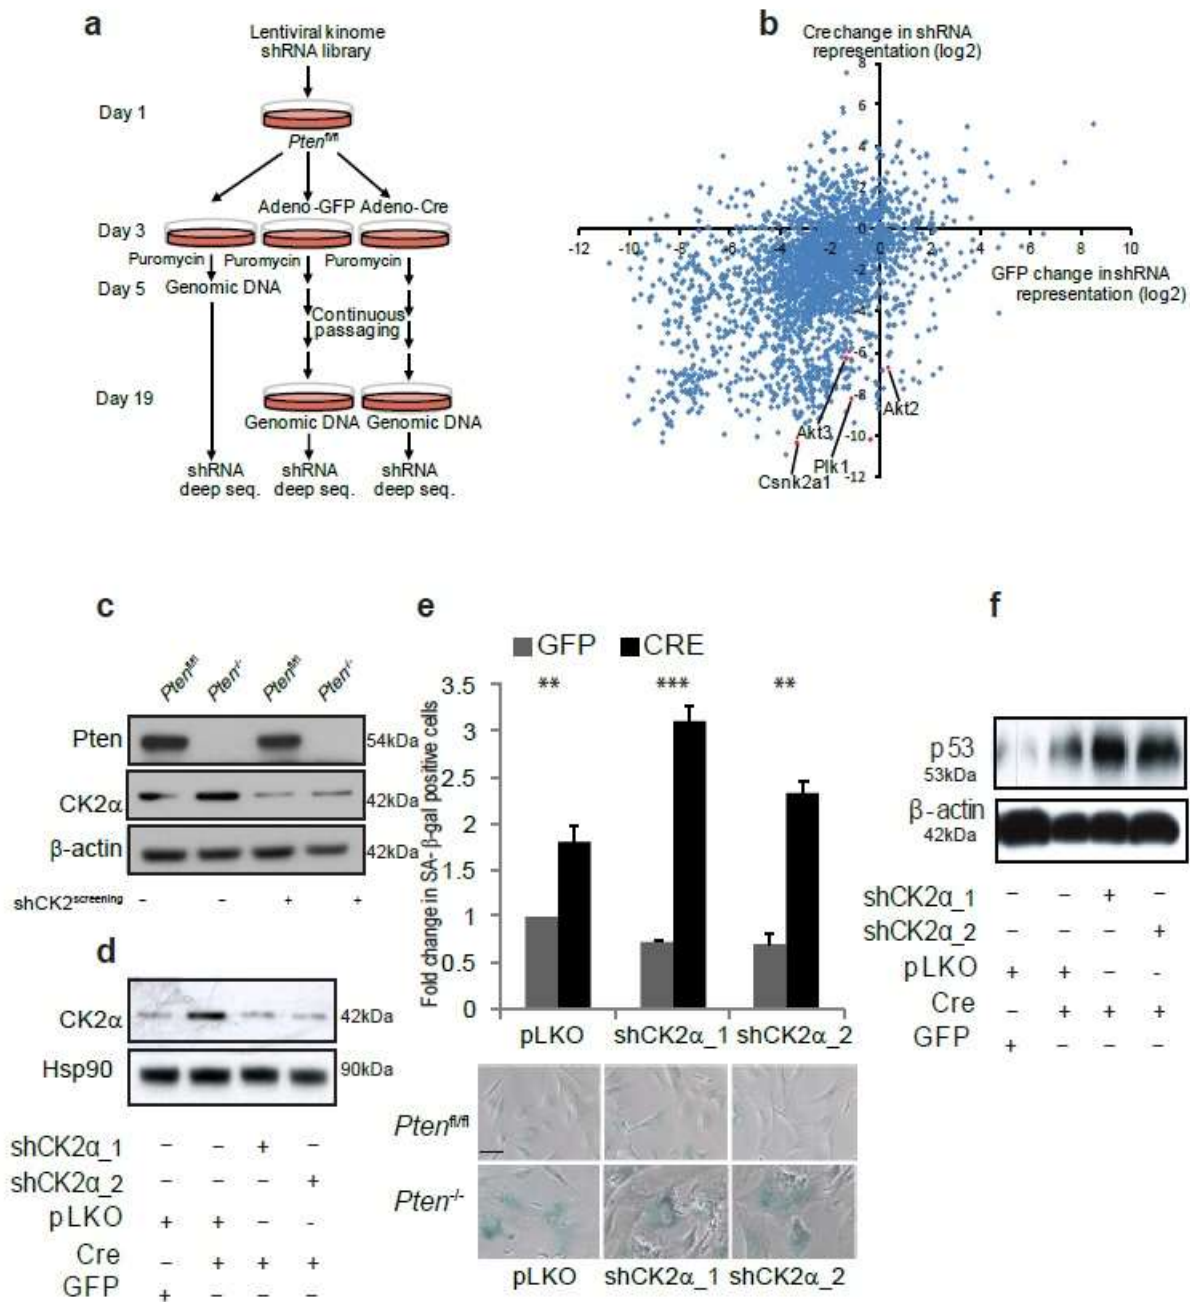 a
Lentiviral kinome
shRNA library
Day 1
Pten fl/fl
Adeno-GFP Adeno-Cre
Day 3
Puromycin Puromycin Puromycin
Day 5
Genomic DNA
Continuous
passaging
Day 19
Genomic DNA Genomic DNA
shRNA shRNA shRNA
deep seq. deep seq. deep seq.
b
Cre change in shRNA
representation (log2)
8
6
4
2
0
-12 -10 -8 -6 -4 -2 0 2 4 6 8 10
-2
GFP change in shRNA
representation (log2)
-4
-6
-8
Akt2
Akt3
-10
Plk1
Csnk2a1
-12
c
Pten fl/fl Pten -/- Pten fl/fl Pten -/-
Pten 54kDa
CK2α 42kDa
β-actin 42kDa
shCK2 screening - - + +
d
CK2α 42kDa
Hsp90 90kDa
shCK2α_1 – – + –
shCK2α_2 – – – +
pLKO + + – -
Cre – + + +
GFP + – – –
e
GFP CRE
** *** **
Fold change in SA- β-gal positive cells
3.5
3
2.5
2
1.5
1
0.5
0
pLKO shCK2α_1 shCK2α_2
Pten fl/fl
Pten -/-
pLKO shCK2α_1 shCK2α_2
f
p53
53kDa
β-actin
42kDa
shCK2α_1 – – + –
shCK2α_2 – – – +
pLKO + + – -
Cre – + + +
GFP + – – –